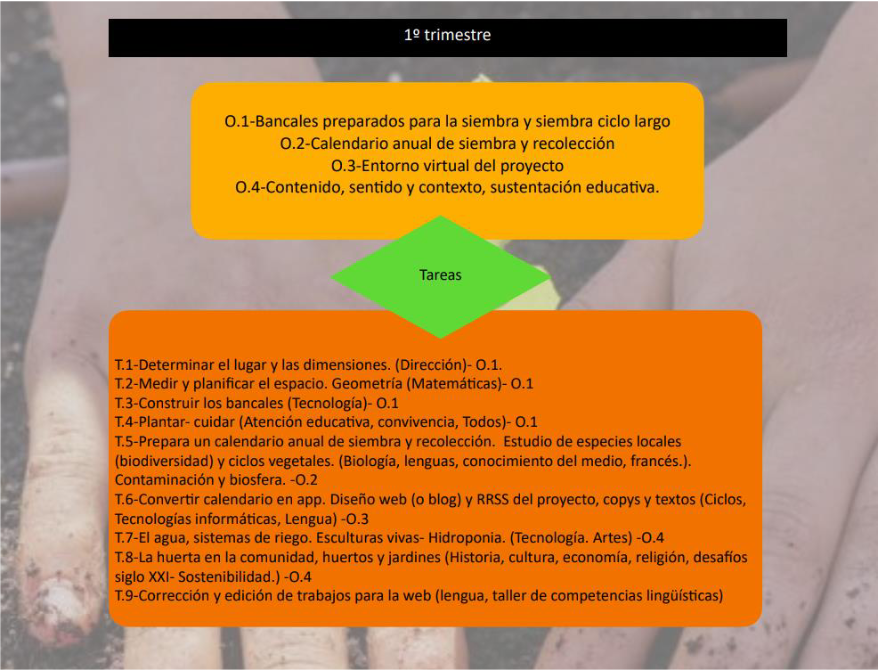 1º trimestre
O.1-Bancales preparados para la siembra y siembra ciclo largo
O.2-Calendario anual de siembra y recolección
O.3-Entorno virtual del proyecto
O.4-Contenido, sentido y contexto, sustentación educativa.
Tareas
T.1-Determinar el lugar y las dimensiones. (Dirección)- O.1.
T.2-Medir y planificar el espacio. Geometría (Matemáticas)- O.1
T.3-Construir los bancales (Tecnología)- O.1
T.4-Plantar- cuidar (Atención educativa, convivencia, Todos)- O.1
T.5-Prepara un calendario anual de siembra y recolección.  Estudio de especies locales
(biodiversidad) y ciclos vegetales. (Biología, lenguas, conocimiento del medio, francés.).
Contaminación y biosfera. -O.2
T.6-Convertir calendario en app. Diseño web (o blog) y RRSS del proyecto, copys y textos (Ciclos,
Tecnologías informáticas, Lengua) -O.3
T.7-El agua, sistemas de riego. Esculturas vivas- Hidroponia. (Tecnología. Artes) -O.4
T.8-La huerta en la comunidad, huertos y jardines (Historia, cultura, economía, religión, desafíos
siglo XXI- Sostenibilidad.) -O.4
T.9-Corrección y edición de trabajos para la web (lengua, taller de competencias lingüísticas)